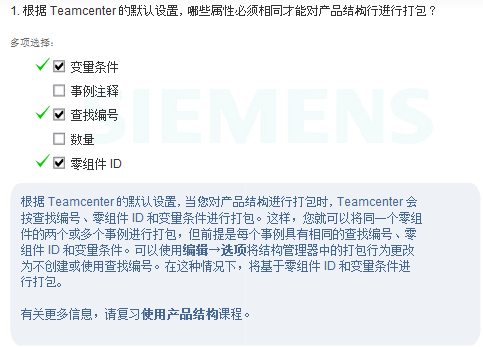 1. 根据 Teamcenter 的默认设置, 哪些属性必须相同才能对产品结构行进行打包？
多项选择:
变量条件
事例注释
查找编号
数量
零组件 ID
SIEMENS
根据 Teamcenter 的默认设置, 当您对产品结构进行打包时, Teamcenter 会
按查找编号、零组件 ID 和变量条件进行打包。这样，您就可以将同一个零组
件的两个或多个事例进行打包，但前提是每个事例具有相同的查找编号、零
组件 ID 和变量条件。可以使用编辑→选项将结构管理器中的打包行为更改
为不创建或使用查找编号。在这种情况下，将基于零组件 ID 和变量条件进
行打包。
有关更多信息，请复习使用产品结构课程。